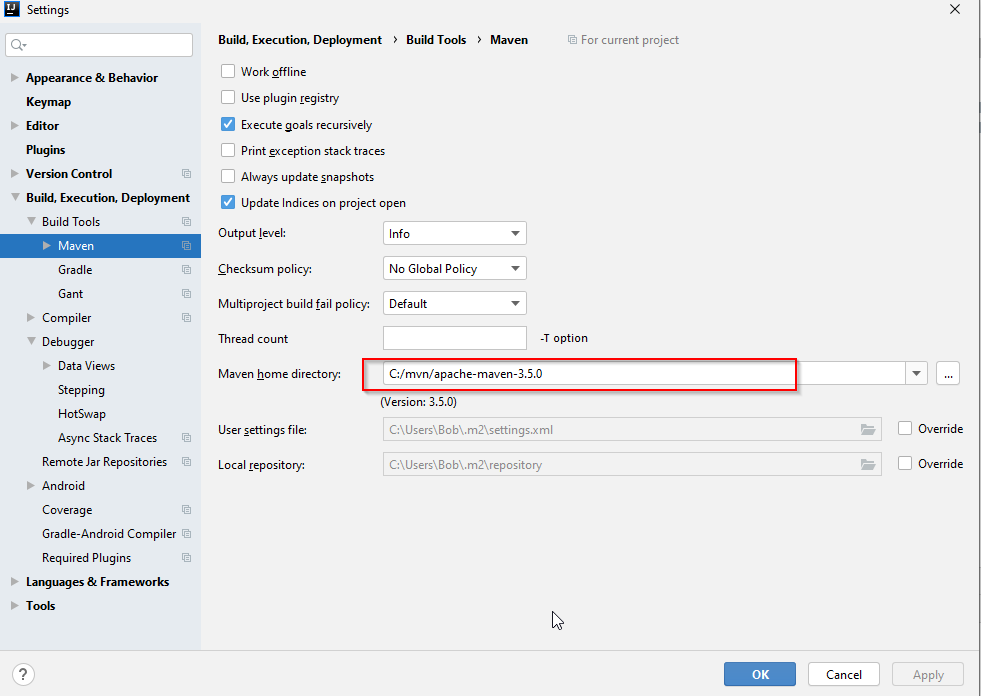 Settings
Build, Execution, Deployment › Build Tools › Maven For current project
Appearance & Behavior
Keymap
Editor
Plugins
Version Control
Build, Execution, Deployment
Build Tools
Maven
Gradle
Gant
Compiler
Debugger
Data Views
Stepping
HotSwap
Async Stack Traces
Remote Jar Repositories
Android
Coverage
Gradle-Android Compiler
Required Plugins
Languages & Frameworks
Tools
Work offline
Use plugin registry
Execute goals recursively
Print exception stack traces
Always update snapshots
Update Indices on project open
Output level: Info
Checksum policy: No Global Policy
Multiproject build fail policy: Default
Thread count -T option
Maven home directory: C:/mvn/apache-maven-3.5.0 ...
(Version: 3.5.0)
User settings file: C:\Users\Bob\.m2\settings.xml Override
Local repository: C:\Users\Bob\.m2\repository Override
? OK Cancel Apply